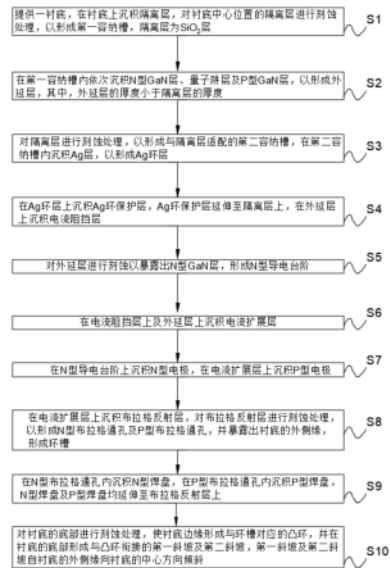 提供一衬底，在衬底上沉积隔离层，对衬底中心位置的隔离层进行刻蚀
处理，以形成第一容纳槽，隔离层为SiO₂层
S1
在第一容纳槽内依次沉积N型GaN层、量子阱层及P型GaN层，以形成外
延层，其中，外延层的厚度小于隔离层的厚度
S2
对隔离层进行刻蚀处理，以形成与隔离层适配的第二容纳槽，在第二容
纳槽内沉积Ag层，以形成Ag环层
S3
在Ag环层上沉积Ag环保护层，Ag环保护层延伸至隔离层上，在外延层
上沉积电流阻挡层
S4
对外延层进行刻蚀以暴露出N型GaN层，形成N型导电台阶
S5
在电流阻挡层上及外延层上沉积电流扩展层
S6
在N型导电台阶上沉积N型电极，在电流扩展层上沉积P型电极
S7
在电流扩展层上沉积布拉格反射层，对布拉格反射层进行刻蚀处理，
以形成N型布拉格通孔及P型布拉格通孔，并暴露出衬底的外侧缘，
形成环槽
S8
在N型布拉格通孔内沉积N型焊盘，在P型布拉格通孔内沉积P型焊盘，
N型焊盘及P型焊盘均延伸至布拉格反射层上
S9
对衬底的底部进行刻蚀处理，使衬底边缘形成与环槽对应的凸环，并在
衬底的底部形成与凸环衔接的第一斜坡及第二斜坡，第一斜坡及第二斜
坡自衬底的外侧缘向衬底的中心方向倾斜
S10